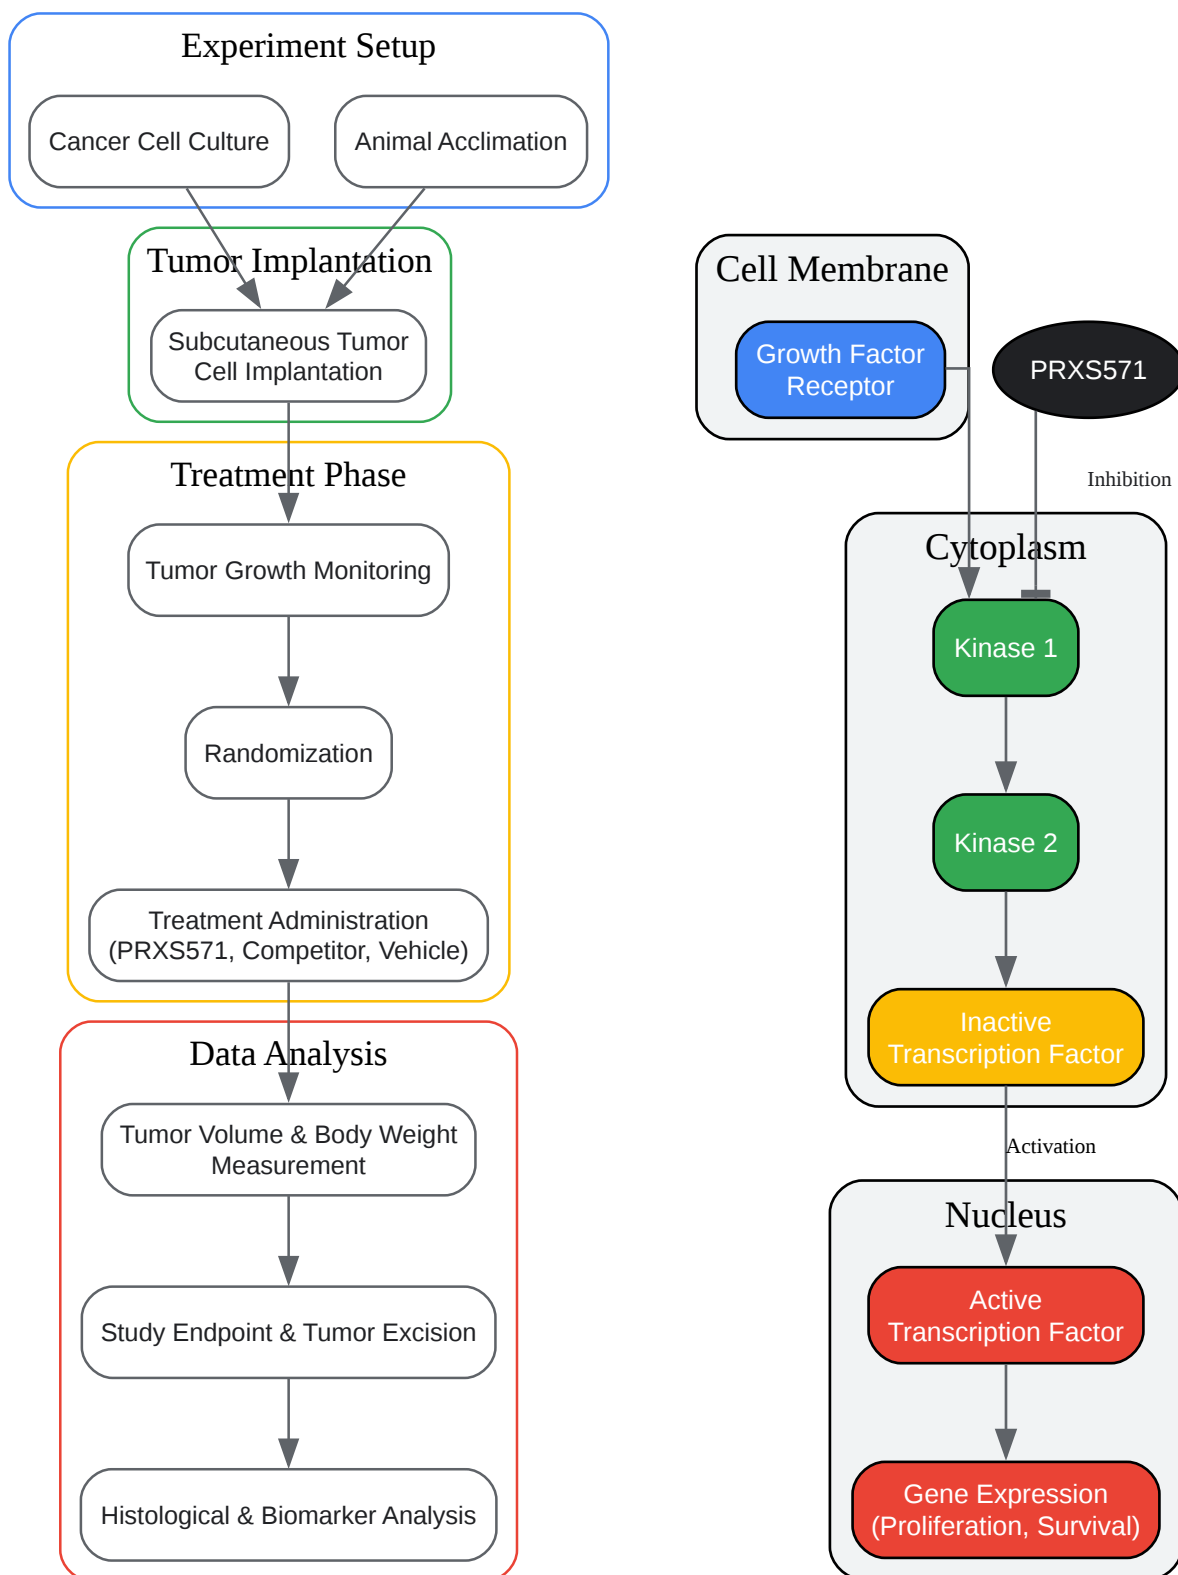 Experiment Setup
Cancer Cell Culture
Animal Acclimation
Tumor Implantation
Subcutaneous Tumor
Cell Implantation
Treatment Phase
Tumor Growth Monitoring
Randomization
Treatment Administration
(PRXS571, Competitor, Vehicle)
Data Analysis
Tumor Volume & Body Weight
Measurement
Study Endpoint & Tumor Excision
Histological & Biomarker Analysis
Cell Membrane
Growth Factor
Receptor
PRXS571
Inhibition
Cytoplasm
Kinase 1
Kinase 2
Inactive
Transcription Factor
Activation
Nucleus
Active
Transcription Factor
Gene Expression
(Proliferation, Survival)